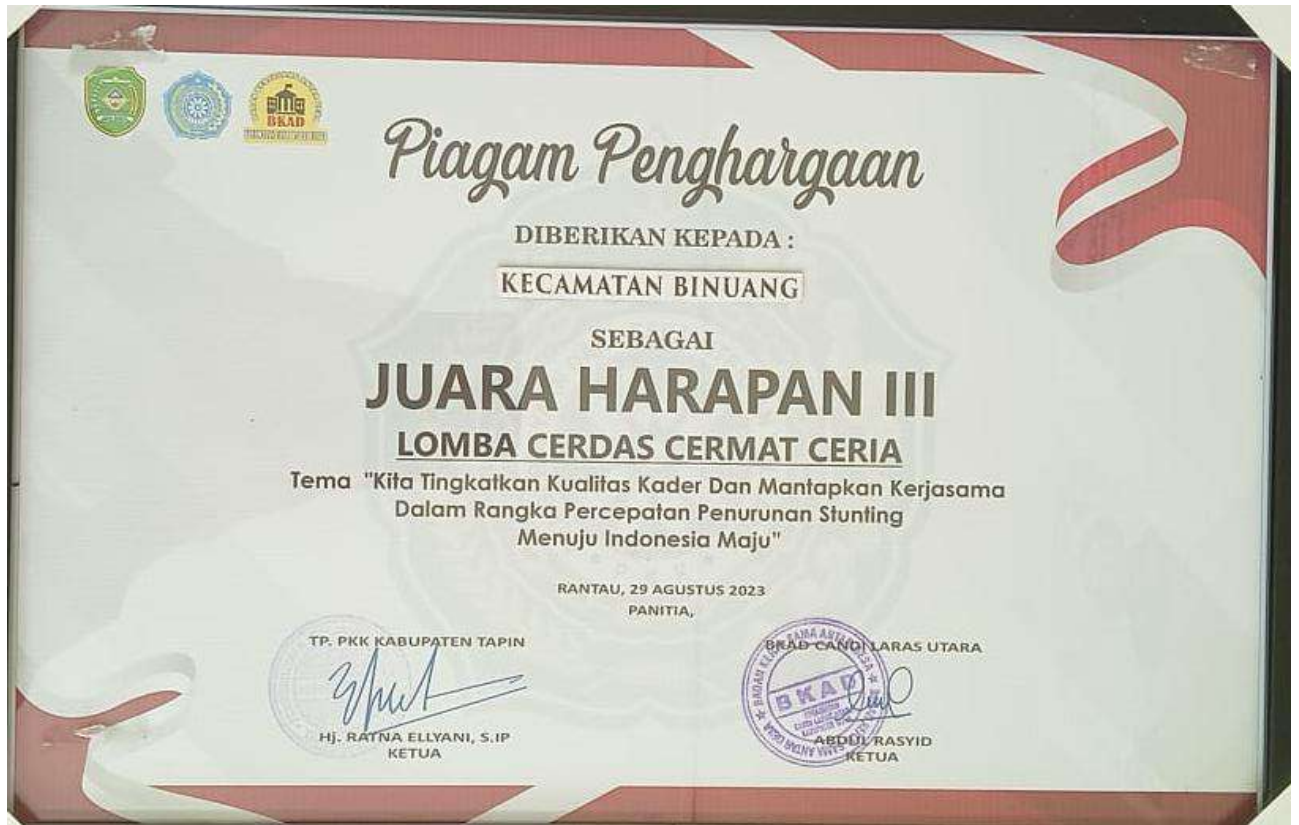 BKAD
Piagam Penghargaan
DIBERIKAN KEPADA :
KECAMATAN BINUANG
SEBAGAI
JUARA HARAPAN III
LOMBA CERDAS CERMAT CERIA
Tema "Kita Tingkatkan Kualitas Kader Dan Mantapkan Kerjasama
Dalam Rangka Percepatan Penurunan Stunting
Menuju Indonesia Maju"
RANTAU, 29 AGUSTUS 2023
PANITIA,
TP. PKK KABUPATEN TAPIN
Hj. RATNA ELLYANI, S.IP
KETUA
BKAD CANDI LARAS UTARA
BKAD
ABDUL RASYID
KETUA